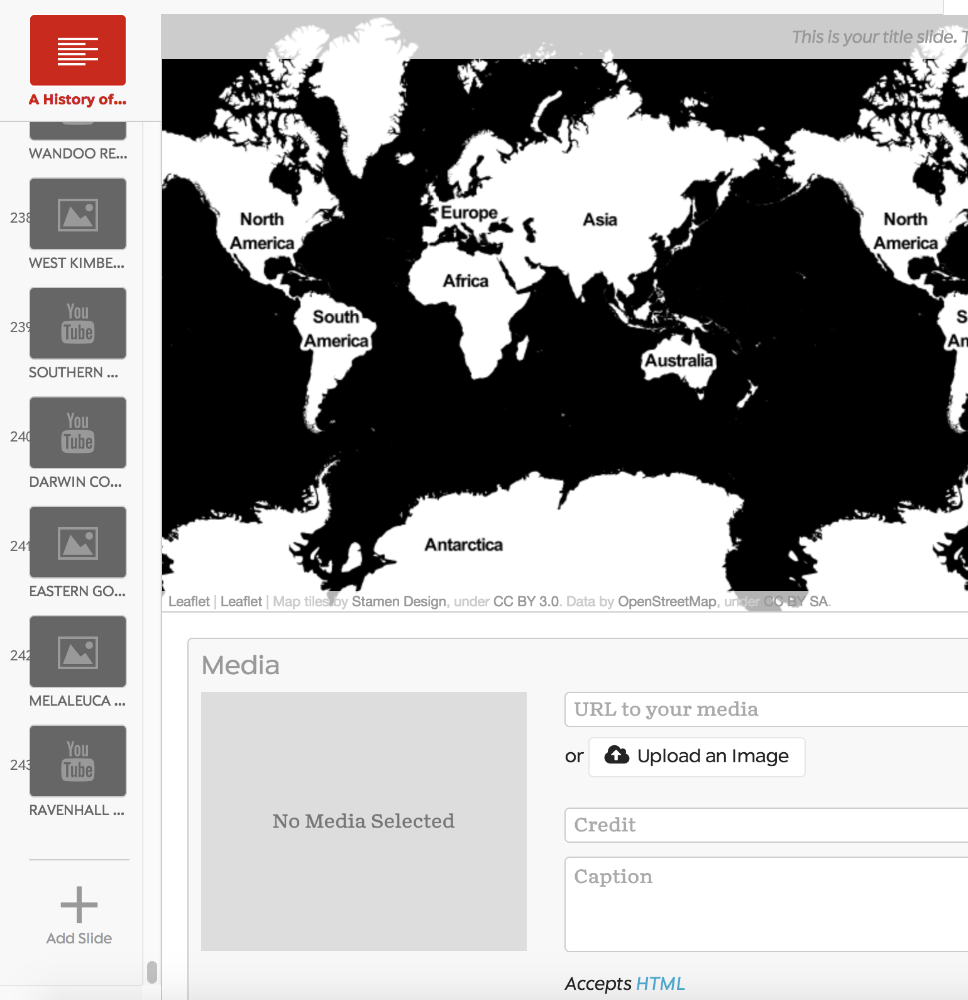 A History of...
WANDOO RE...
238
WEST KIMBE...
239
You
Tube
SOUTHERN ...
240
You
Tube
DARWIN CO...
241
EASTERN GO...
242
MELALEUCA ...
243
You
Tube
RAVENHALL ...
Add Slide
This is your title slide. T
North
America
Europe
Asia
Africa
South
America
Australia
Antarctica
North
America
S
Am
Leaflet | Leaflet | Map tiles by Stamen Design, under CC BY 3.0. Data by OpenStreetMap, under CC BY SA.
Media
No Media Selected
URL to your media
or Upload an Image
Credit
Caption
Accepts HTML